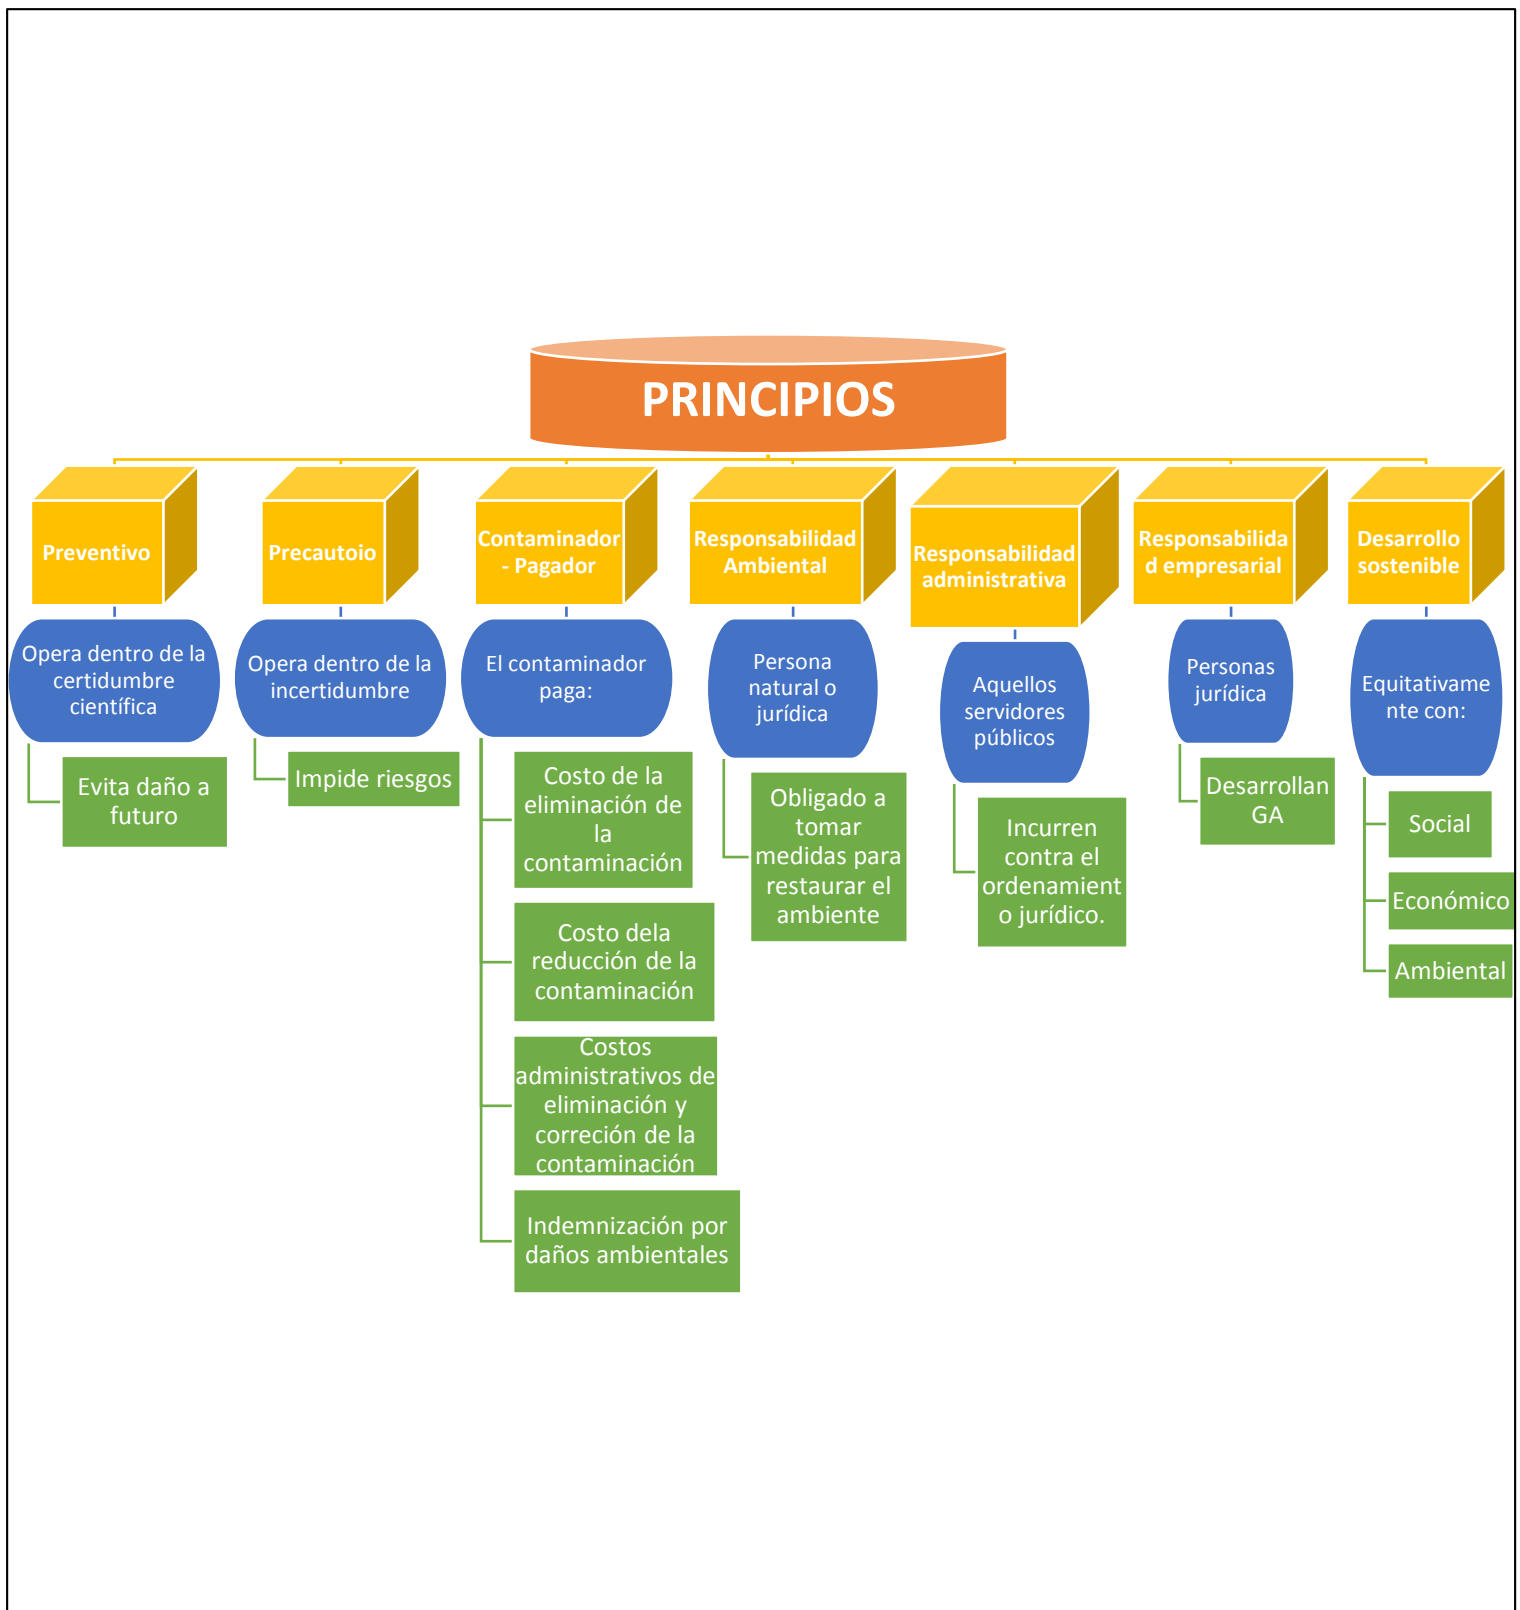 PRINCIPIOS
Preventivo
Opera dentro de la
certidumbre
científica
Evita daño a
futuro
Precautoio
Opera dentro de la
incertidumbre
Impide riesgos
Contaminador
- Pagador
El contaminador
paga:
Costo de la
eliminación de
la
contaminación
Costo dela
reducción de la
contaminación
Costos
administrativos de
eliminación y
correción de la
contaminación
Indemnización por
daños ambientales
Responsabilidad
Ambiental
Persona
natural o
jurídica
Obligado a
tomar
medidas para
restaurar el
ambiente
Responsabilidad
administrativa
Aquellos
servidores
públicos
Incurren
contra el
ordenamient
o jurídico.
Responsabilida
d empresarial
Personas
jurídica
Desarrollan
GA
Desarrollo
sostenible
Equitativame
nte con:
Social
Económico
Ambiental